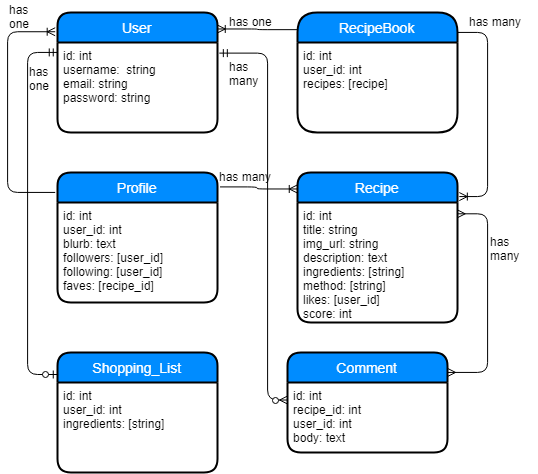 has
one
User
id: int
username: string
email: string
password: string
has one
RecipeBook
id: int
user_id: int
recipes: [recipe]
has many
has
one
has
many
Profile
id: int
user_id: int
blurb: text
followers: [user_id]
following: [user_id]
faves: [recipe_id]
has many
Recipe
id: int
title: string
img_url: string
description: text
ingredients: [string]
method: [string]
likes: [user_id]
score: int
has
many
Shopping_List
id: int
user_id: int
ingredients: [string]
Comment
id: int
recipe_id: int
user_id: int
body: text